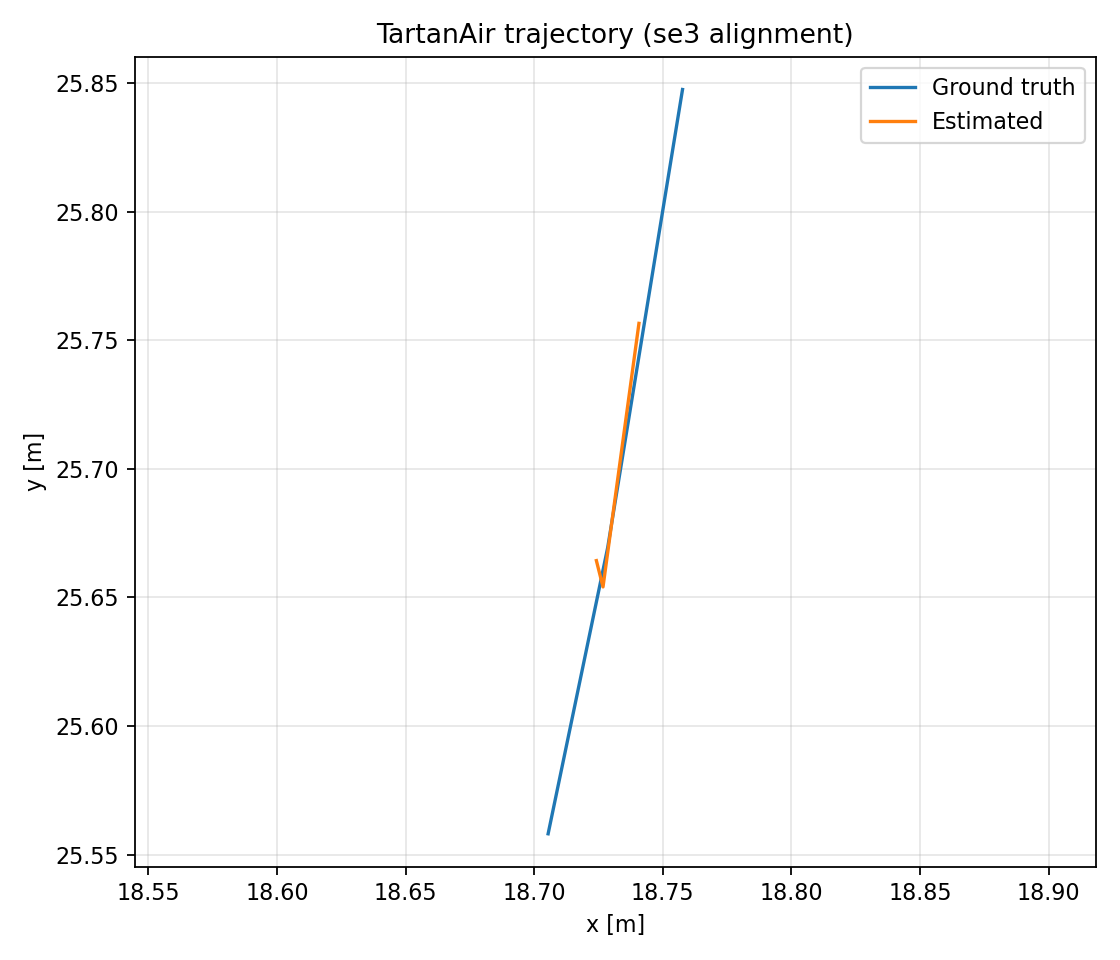 TartanAir trajectory (se3 alignment)
Ground truth
Estimated
25.85
25.80
25.75
25.70
25.65
25.60
25.55
y [m]
18.55 18.60 18.65 18.70 18.75 18.80 18.85 18.90
x [m]